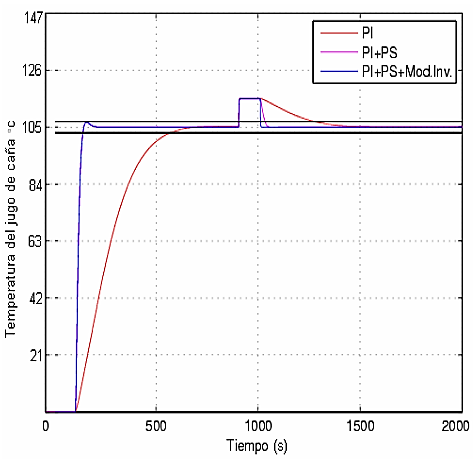 147
126
105
84
63
42
21
0
500
1000
1500
2000
Temperatura del jugo de caña °c
Tiempo (s)
PI
PI+PS
PI+PS+Mod.Inv.